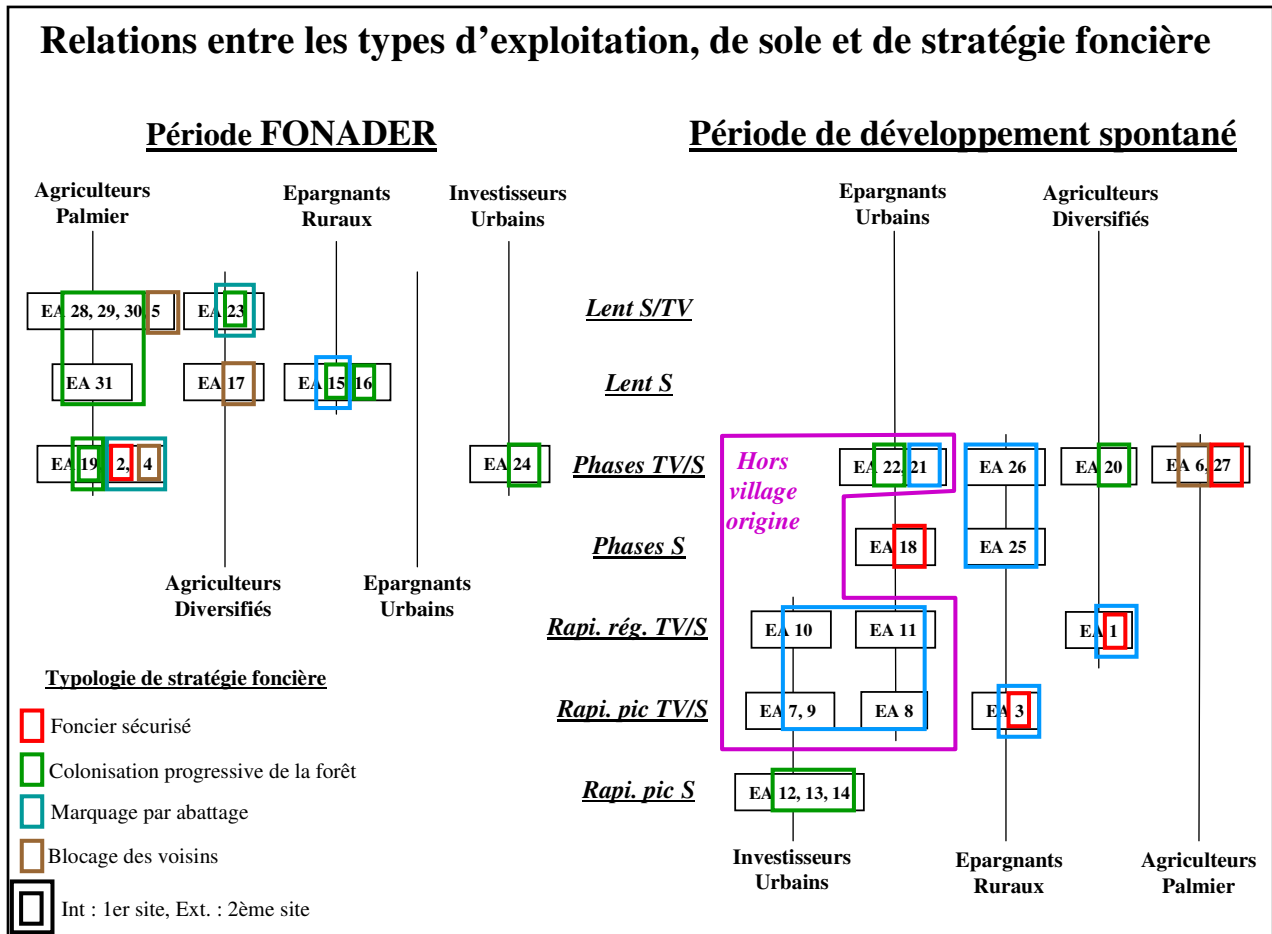 Relations entre les types d'exploitation, de sole et de stratégie foncière
Période FONADER
Période de développement spontané
Agriculteurs
Palmier
Epargnants
Ruraux
Investisseurs
Urbains
Epargnants
Urbains
Agriculteurs
Diversifiés
EA 28, 29, 30, 5
EA 23
Lent S/TV
EA 31
EA 17
EA 15 16
Lent S
EA 19, 2, 4
EA 24
Phases TV/S
Hors
village
origine
EA 22, 21
EA 26
EA 20
EA 6, 27
Phases S
EA 18
EA 25
Agriculteurs
Diversifiés
Epargnants
Urbains
Rapi. rég. TV/S
EA 10
EA 11
EA 1
Typologie de stratégie foncière
Foncier sécurisé
Colonisation progressive de la forêt
Marquage par abattage
Blocage des voisins
Int : 1er site, Ext. : 2ème site
Rapi. pic TV/S
EA 7, 9
EA 8
EA 3
Rapi. pic S
EA 12, 13, 14
Investisseurs
Urbains
Epargnants
Ruraux
Agriculteurs
Palmier